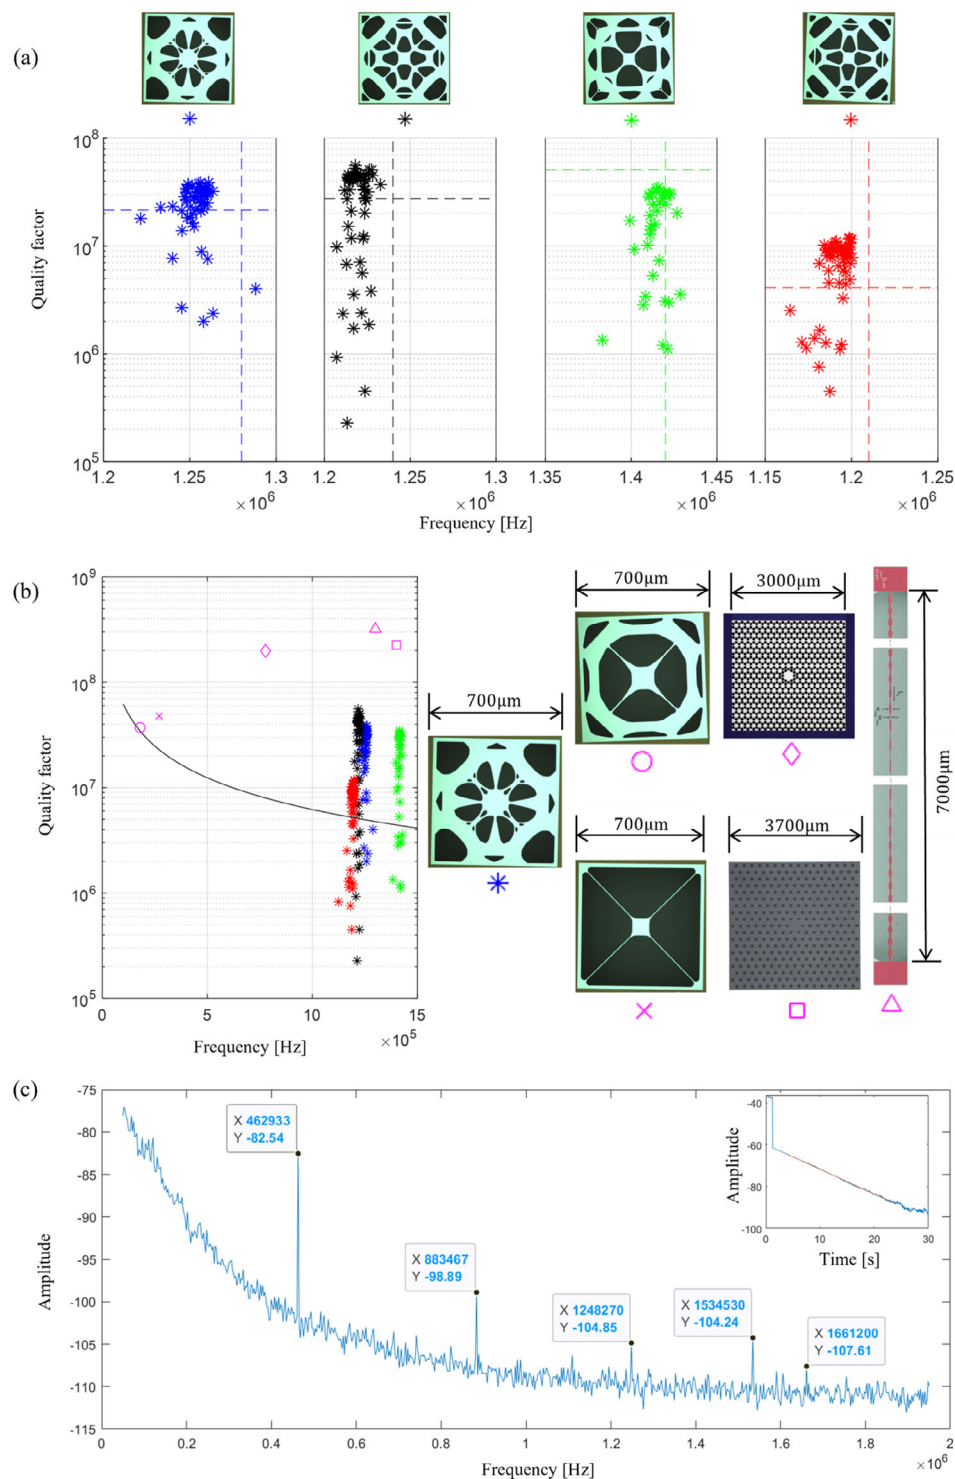 (a)
10^8
10^7
10^6
10^5
Quality factor
1.2 1.25 1.3
×10^6
1.2 1.25 1.3
×10^6
1.35 1.4 1.45
×10^6
1.15 1.2 1.25
×10^6
Frequency [Hz]
(b)
10^9
10^8
10^7
10^6
10^5
Quality factor
0 5 10 15
×10^5
Frequency [Hz]
700μm
700μm
3000μm
700μm
3700μm
7000μm
(c)
-75
-80
-85
-90
-95
-100
-105
-110
-115
Amplitude
X 462933
Y -82.54
X 883467
Y -98.89
X 1248270
Y -104.85
X 1534530
Y -104.24
X 1661200
Y -107.61
-40
-60
-80
-100
Amplitude
0 10 20 30
Time [s]
0 0.2 0.4 0.6 0.8 1 1.2 1.4 1.6 1.8 2
×10^6
Frequency [Hz]